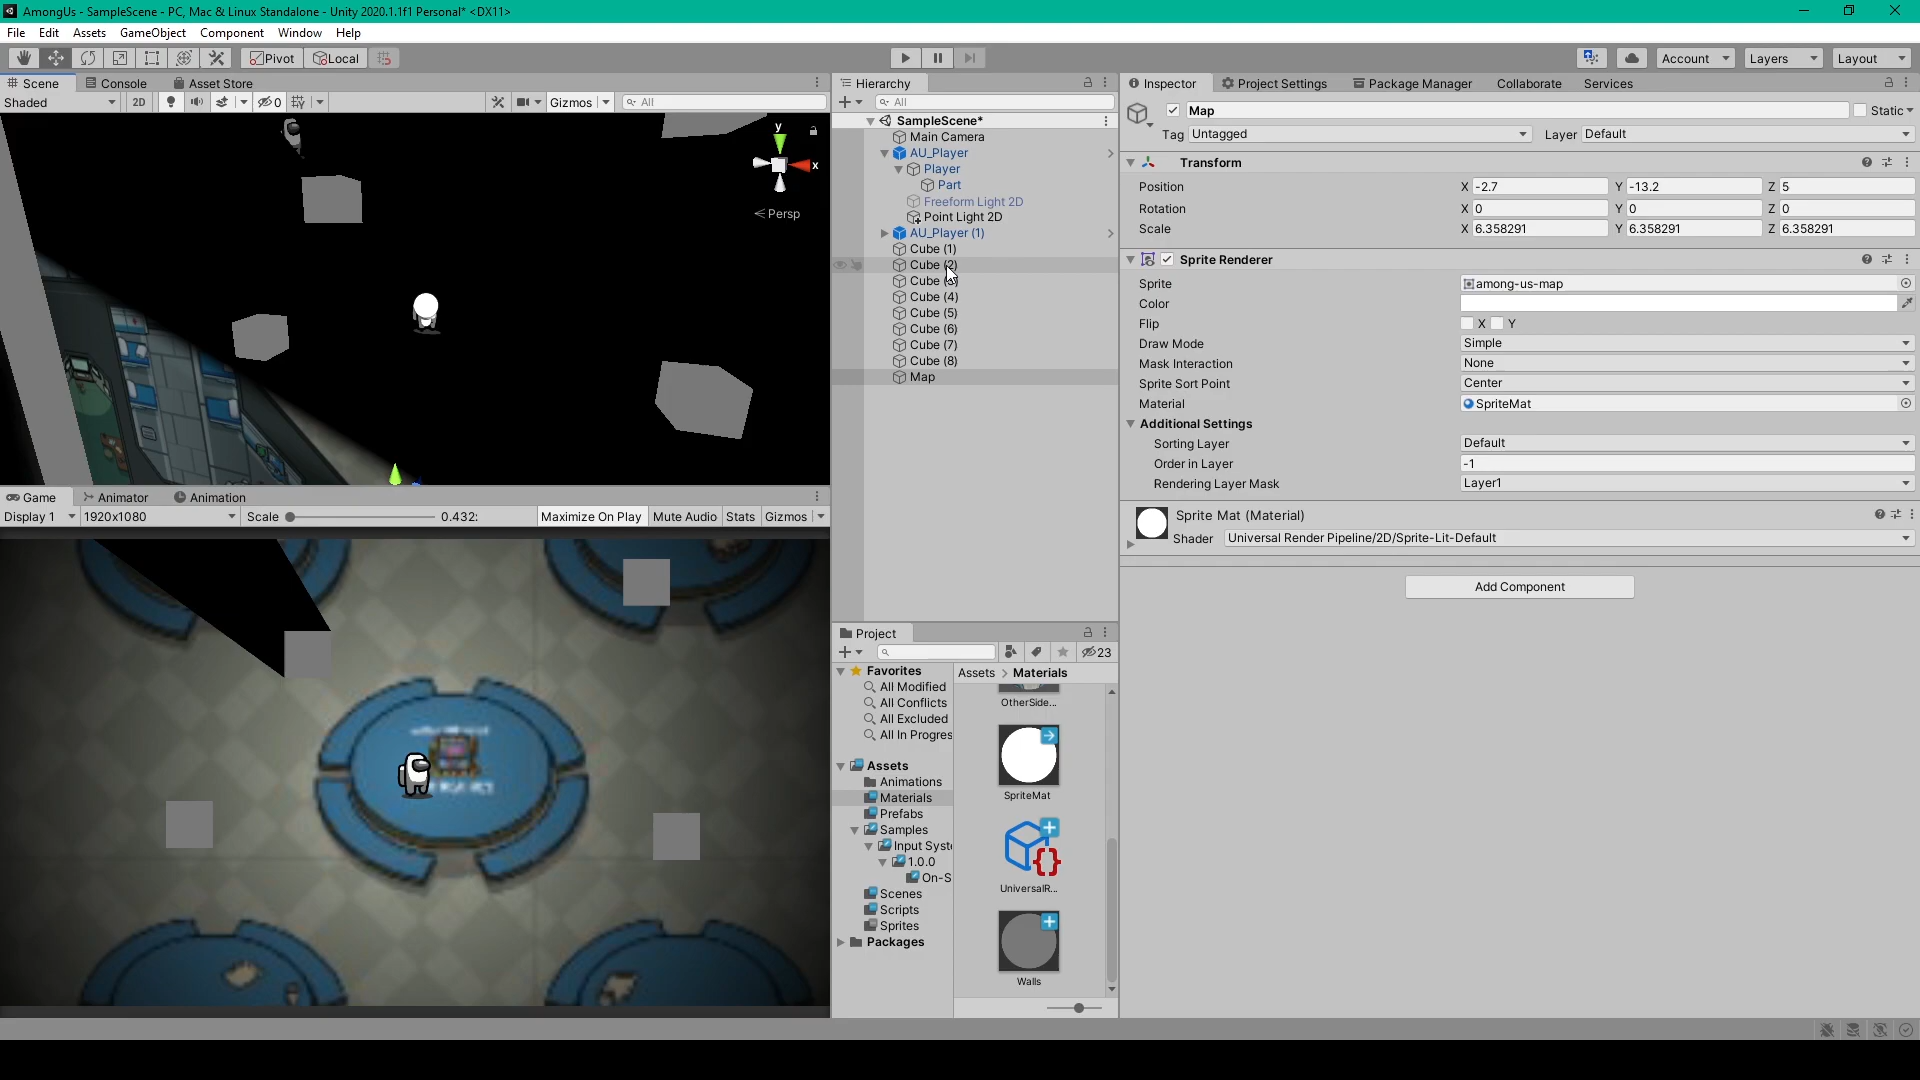 AmongUs - SampleScene - PC, Mac & Linux Standalone - Unity 2020.1.1f1 Personal* <DX11>
File Edit Assets GameObject Component Window Help
Pivot Local Account Layers Layout
Scene Console Asset Store
Shaded 2D 0 Gizmos All
y
x
Persp
Game Animator Animation
Display 1 1920x1080 Scale 0.432: Maximize On Play Mute Audio Stats Gizmos
Hierarchy
All
SampleScene*
Main Camera
AU_Player
Player
Part
Freeform Light 2D
Point Light 2D
AU_Player (1)
Cube (1)
Cube (2)
Cube
Cube (4)
Cube (5)
Cube (6)
Cube (7)
Cube (8)
Map
Project
23
Favorites
All Modified
All Conflicts
All Excluded
All In Progres
Assets
Animations
Materials
Prefabs
Samples
Input Syst
1.0.0
On-S
Scenes
Scripts
Sprites
Packages
Assets > Materials
OtherSide...
SpriteMat
UniversalR...
Walls
Inspector Project Settings Package Manager Collaborate Services
Map Static
Tag Untagged Layer Default
Transform
Position X -2.7 Y -13.2 Z 5
Rotation X 0 Y 0 Z 0
Scale X 6.358291 Y 6.358291 Z 6.358291
Sprite Renderer
Sprite among-us-map
Color
Flip X Y
Draw Mode Simple
Mask Interaction None
Sprite Sort Point Center
Material SpriteMat
Additional Settings
Sorting Layer Default
Order in Layer -1
Rendering Layer Mask Layer1
Sprite Mat (Material)
Shader Universal Render Pipeline/2D/Sprite-Lit-Default
Add Component